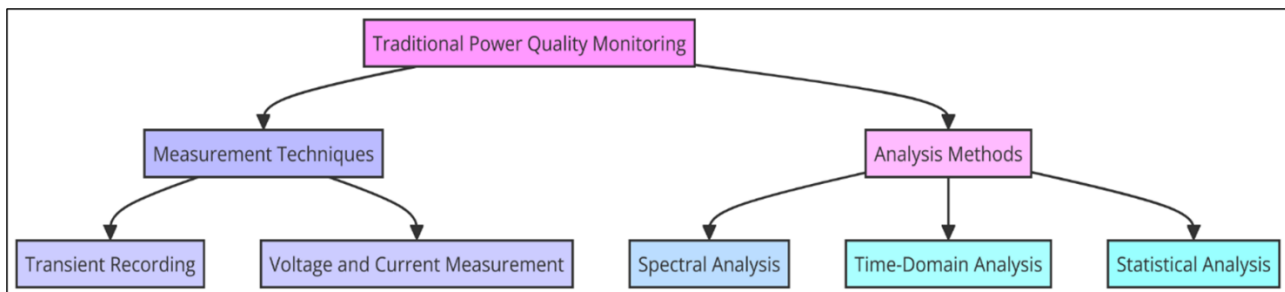 Traditional Power Quality Monitoring
Measurement Techniques
Analysis Methods
Transient Recording
Voltage and Current Measurement
Spectral Analysis
Time-Domain Analysis
Statistical Analysis